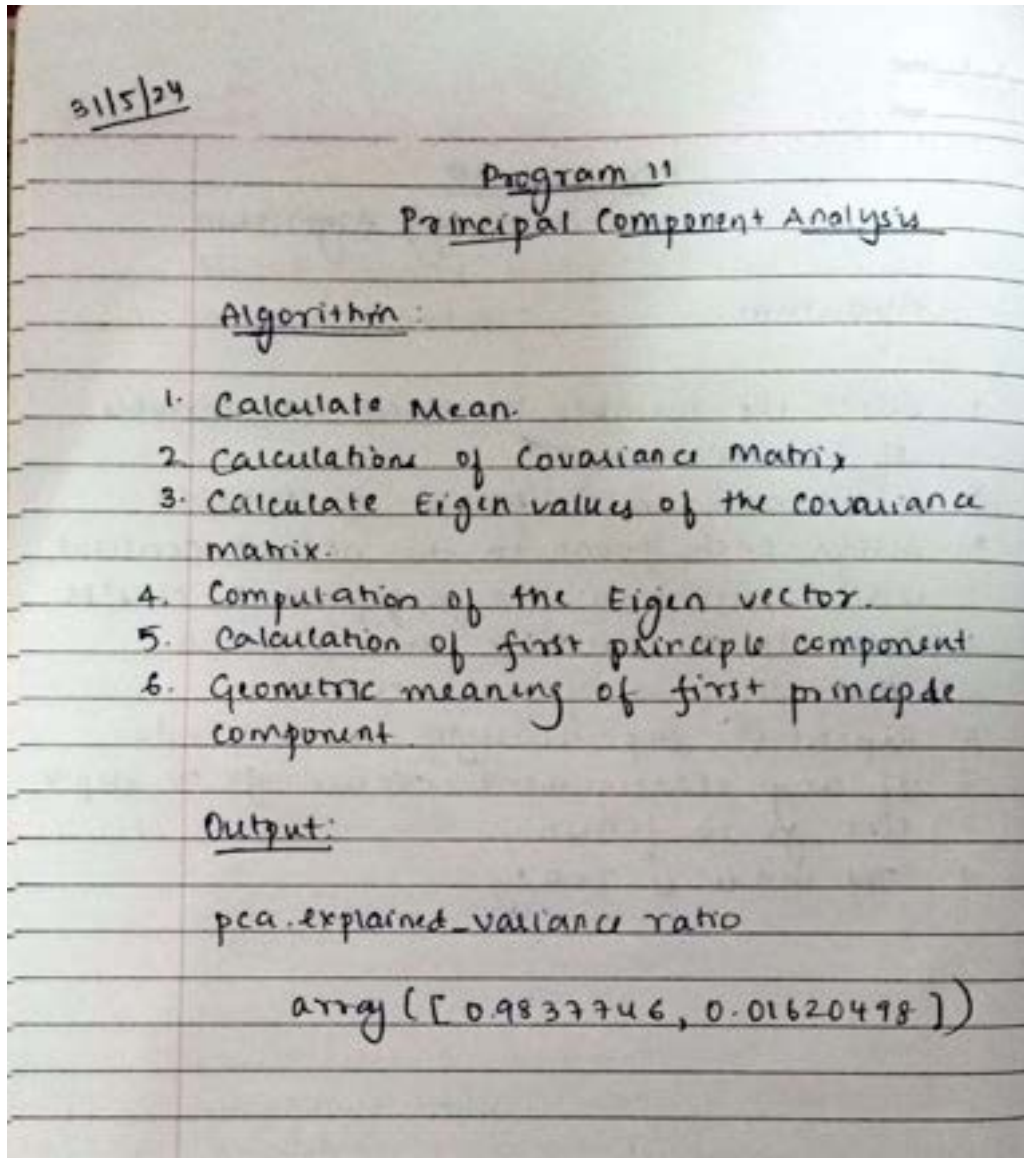 31/5/24
Program 11
Principal Component Analysis
Algorithm:
1. Calculate Mean.
2. Calculations of Covariance Matrix
3. Calculate Eigen values of the covariance
matrix.
4. Computation of the Eigen vector.
5. Calculation of first principle component
6. Geometric meaning of first principle
component.
Output:
pca.explained_variance ratio
array ([0.9837746, 0.01620498])